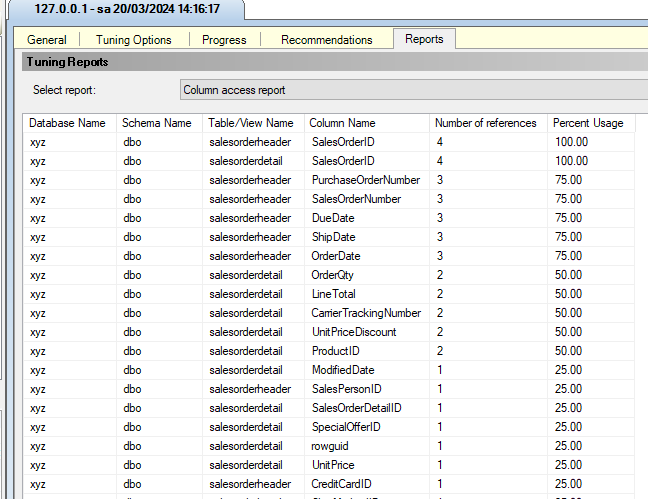 127.0.0.1 - sa 20/03/2024 14:16:17
General Tuning Options Progress Recommendations Reports
Tuning Reports
Select report: Column access report
Database Name Schema Name Table/View Name Column Name Number of references Percent Usage
xyz dbo salesorderheader SalesOrderID 4 100.00
xyz dbo salesorderdetail SalesOrderID 4 100.00
xyz dbo salesorderheader PurchaseOrderNumber 3 75.00
xyz dbo salesorderheader SalesOrderNumber 3 75.00
xyz dbo salesorderheader DueDate 3 75.00
xyz dbo salesorderheader ShipDate 3 75.00
xyz dbo salesorderheader OrderDate 3 75.00
xyz dbo salesorderdetail OrderQty 2 50.00
xyz dbo salesorderdetail LineTotal 2 50.00
xyz dbo salesorderdetail CarrierTrackingNumber 2 50.00
xyz dbo salesorderdetail UnitPriceDiscount 2 50.00
xyz dbo salesorderdetail ProductID 2 50.00
xyz dbo salesorderdetail ModifiedDate 1 25.00
xyz dbo salesorderheader SalesPersonID 1 25.00
xyz dbo salesorderdetail SalesOrderDetailID 1 25.00
xyz dbo salesorderdetail SpecialOfferID 1 25.00
xyz dbo salesorderdetail rowguid 1 25.00
xyz dbo salesorderdetail UnitPrice 1 25.00
xyz dbo salesorderheader CreditCardID 1 25.00